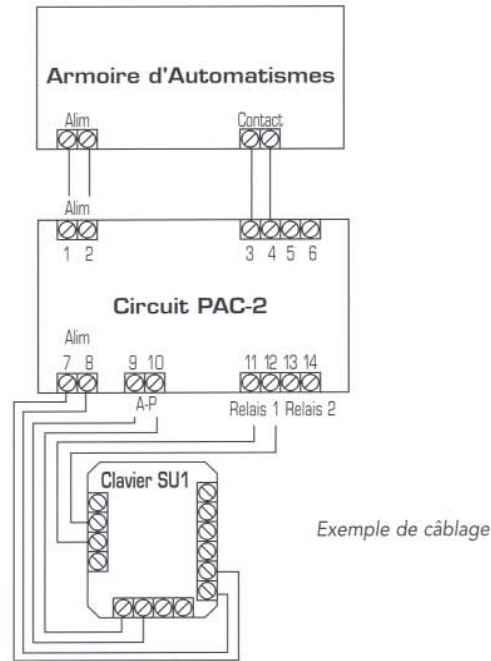 Armoire d'Automatismes
Alim Contact
Alim
1 2 3 4 5 6
Circuit PAC-2
Alim
7 8 9 10 11 12 13 14
A-P Relais 1 Relais 2
Clavier SU1
Exemple de câblage